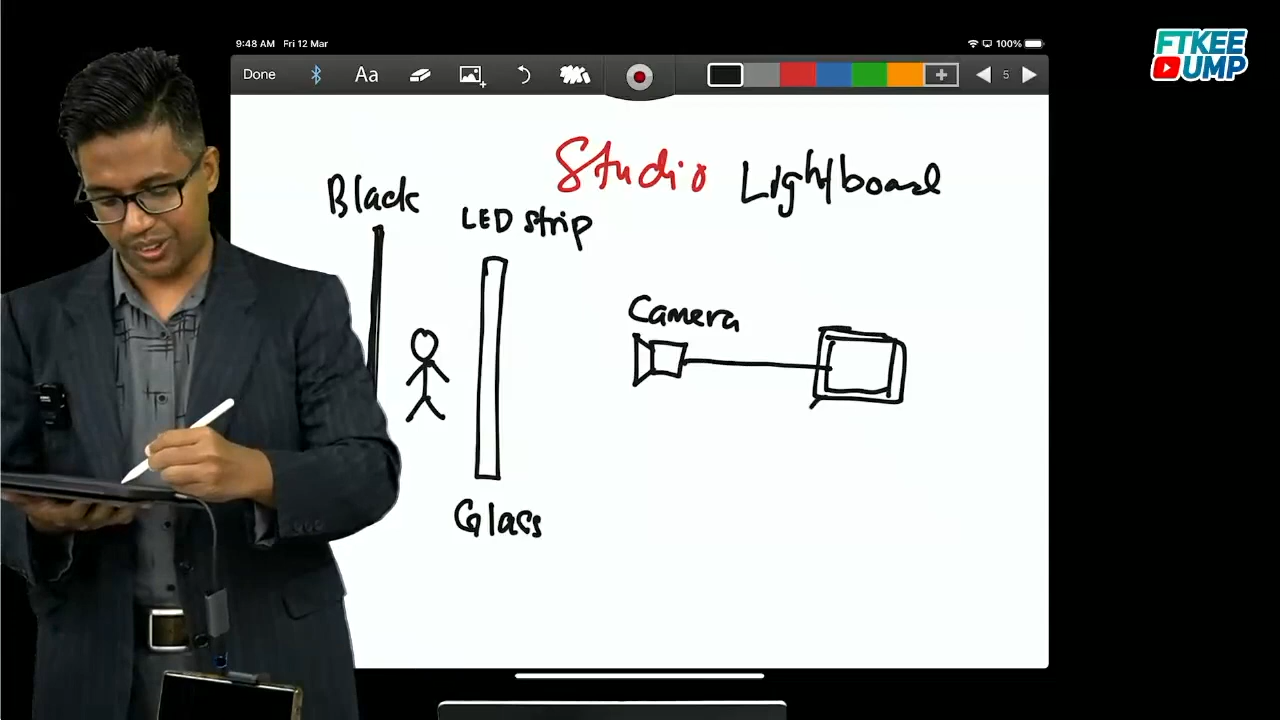 9:48 AM Fri 12 Mar
100%
FTKEE
UMP
Done
Aa
5
Studio Lightboard
Black
LED strip
Camera
Glass